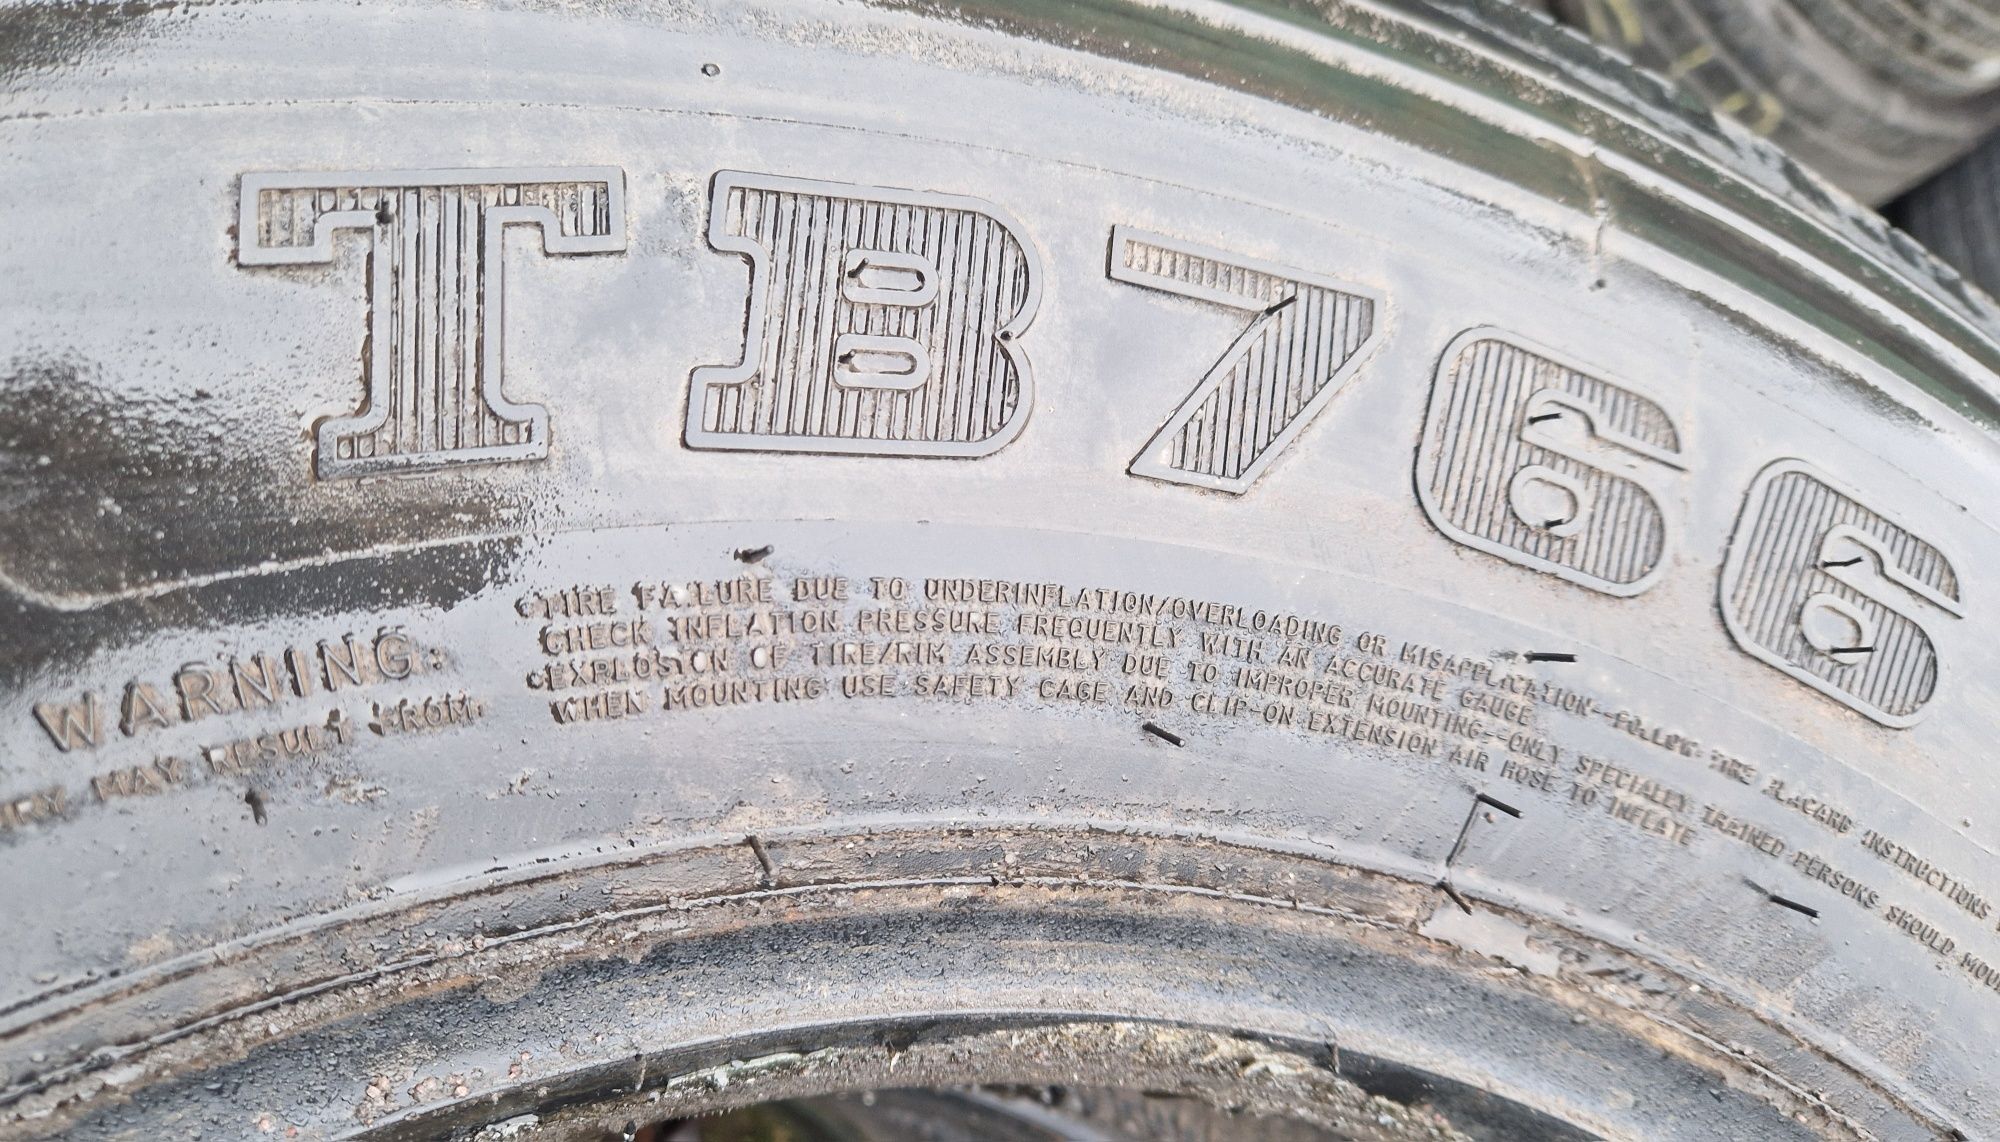 TB766
WARNING:
MAY RESULT FROM:
•TIRE FAILURE DUE TO UNDERINFLATION/OVERLOADING OR MISAPPLICATION--FOLLOW TIRE PLACARD INSTRUCTIONS
CHECK INFLATION PRESSURE FREQUENTLY WITH AN ACCURATE GAUGE
•EXPLOSION OF TIRE/RIM ASSEMBLY DUE TO IMPROPER MOUNTING--ONLY SPECIALLY TRAINED PERSONS SHOULD
WHEN MOUNTING USE SAFETY CAGE AND CLIP-ON EXTENSION AIR HOSE TO INFLATE